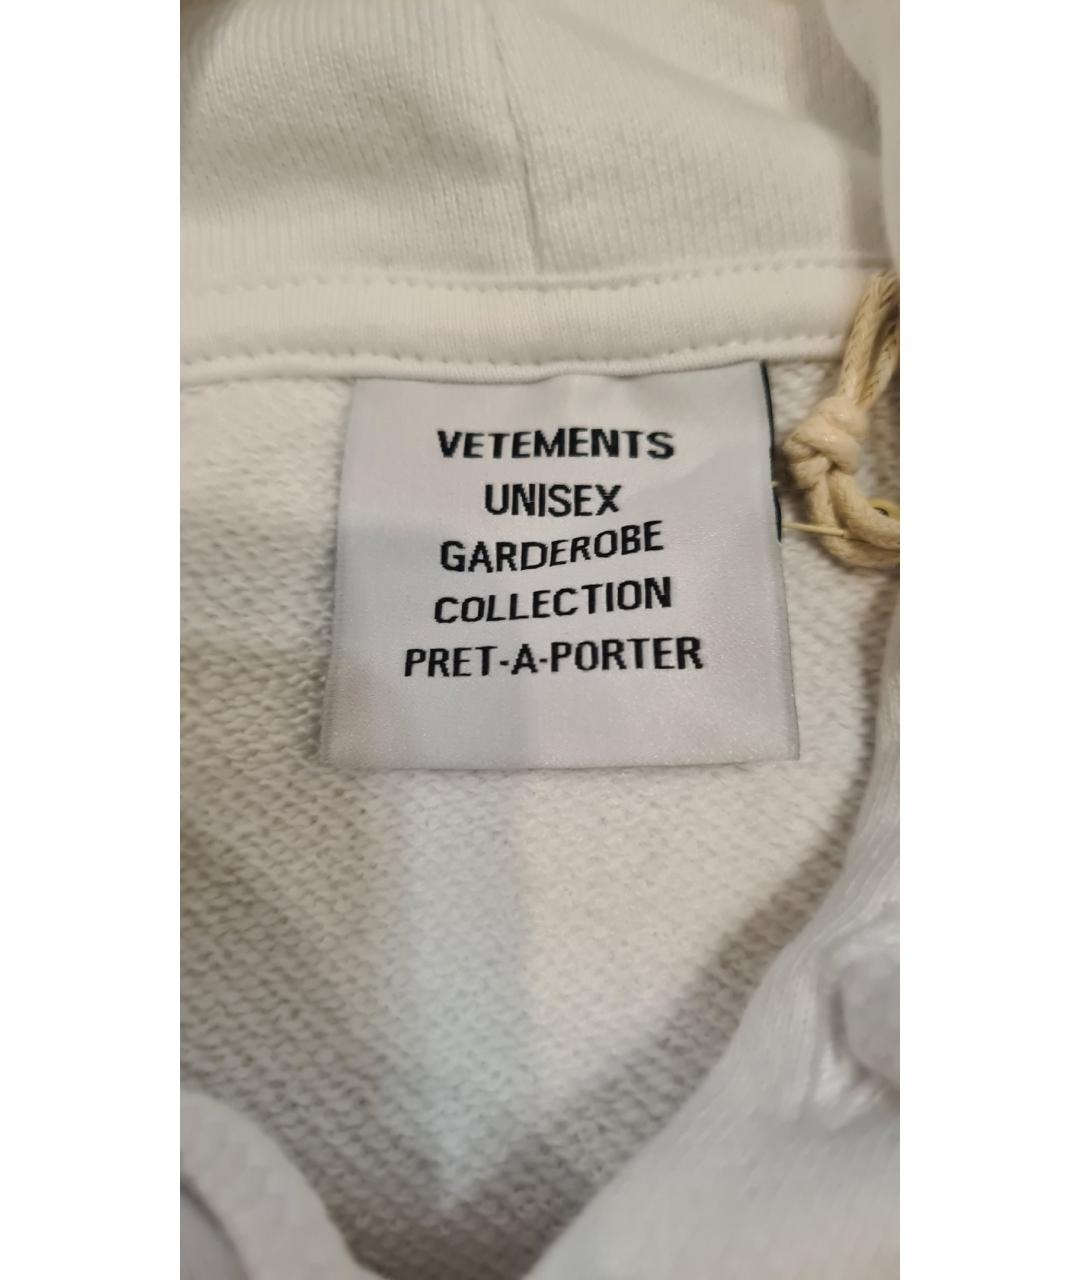 VETEMENTS
UNISEX
GARDEROBE
COLLECTION
PRET-A-PORTER